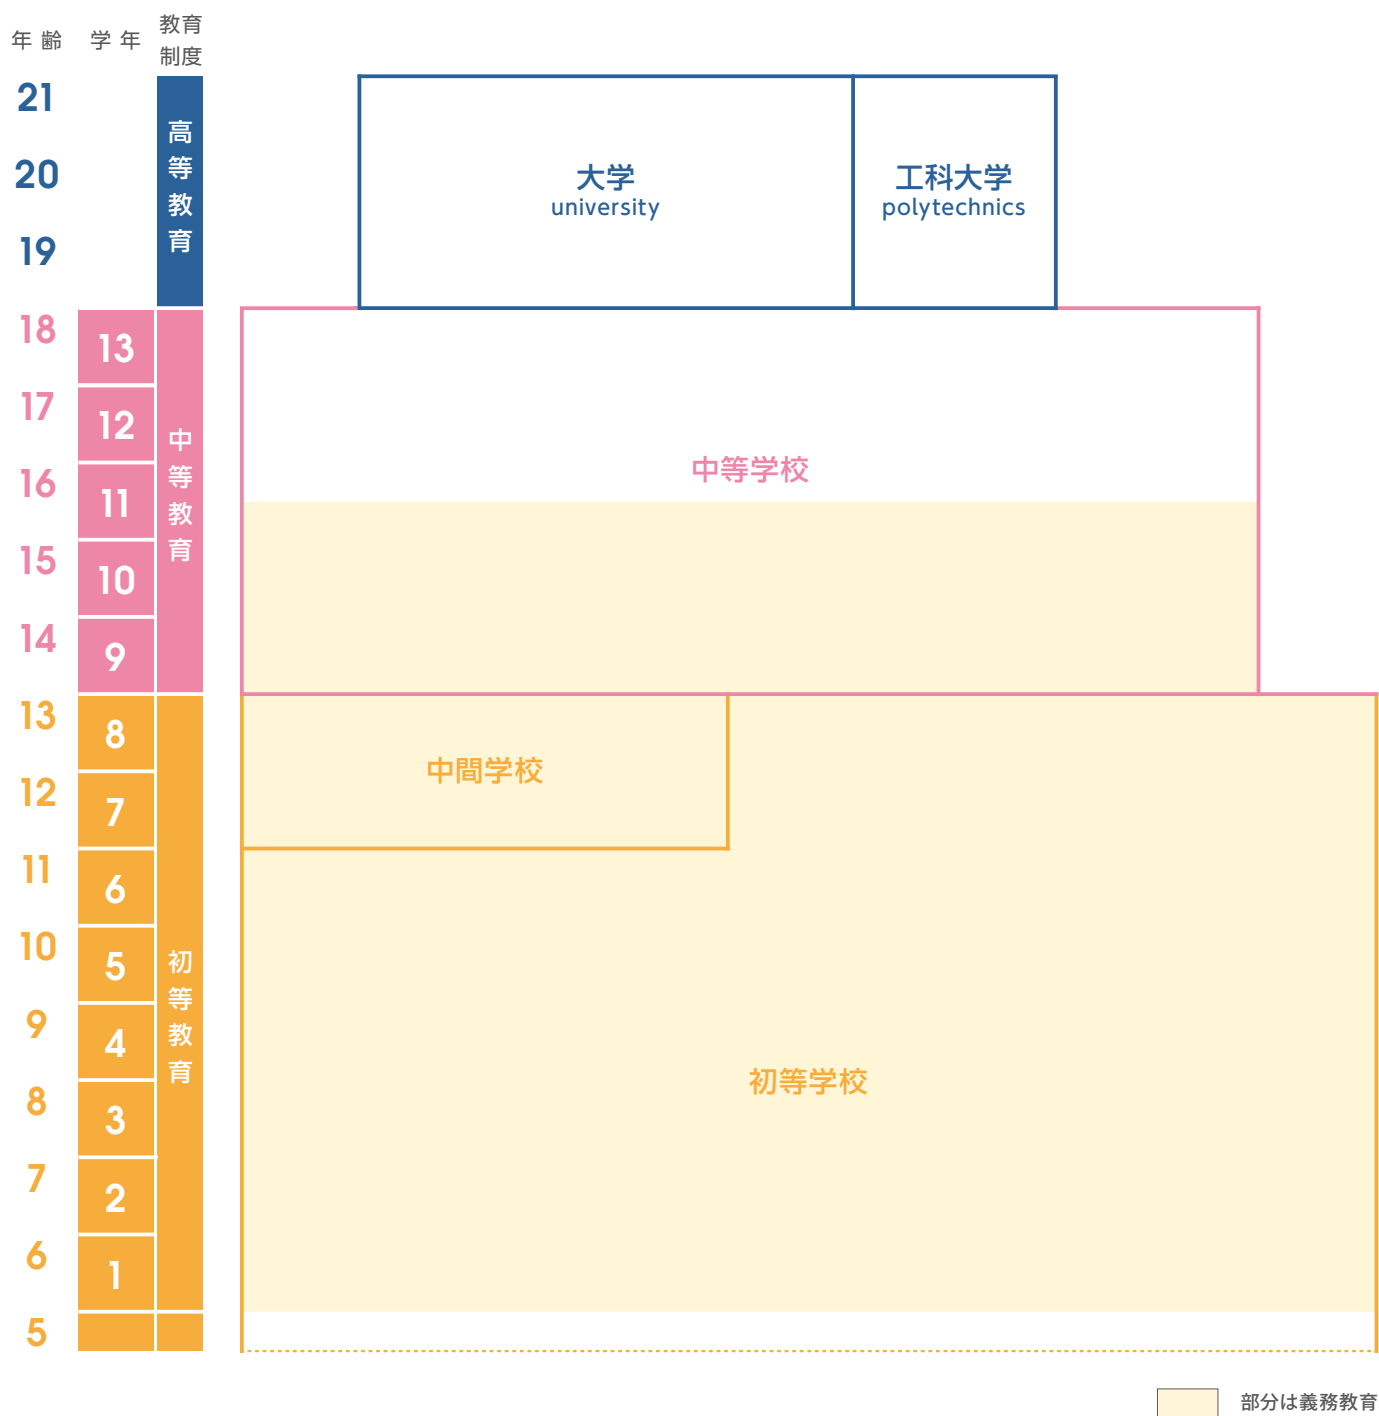 年齢
学年
教育
制度
21
20
19
高等教育
大学
university
工科大学
polytechnics
18
17
16
15
14
13
12
11
10
9
中等教育
中等学校
13
12
11
10
9
8
7
6
5
8
7
6
5
4
3
2
1
初等教育
中間学校
初等学校
部分は義務教育